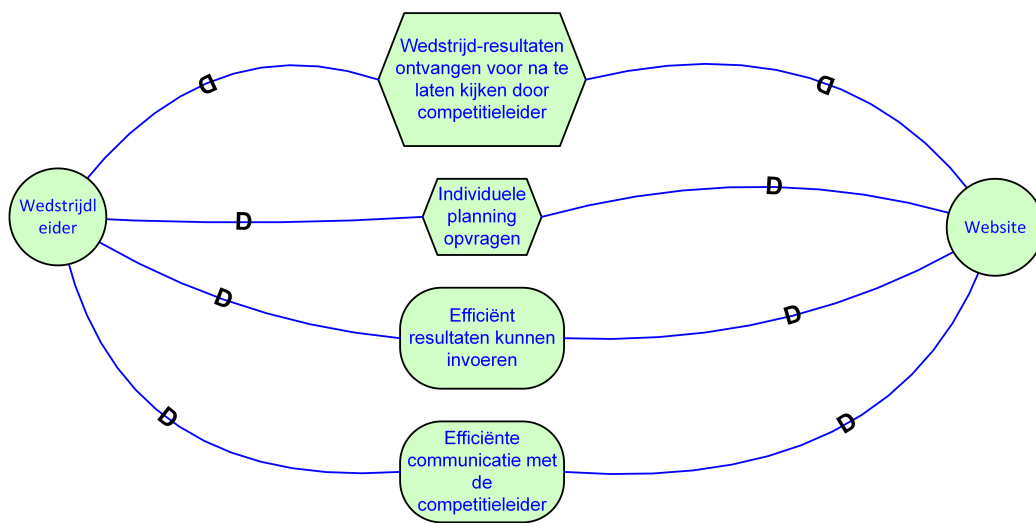 Wedstrijd-resultaten
ontvangen voor na te
laten kijken door
competitieleider
D
D
Wedstrijdl
eider
D
Individuele
planning
opvragen
D
Website
D
Efficiënt
resultaten kunnen
invoeren
D
D
Efficiënte
communicatie met
de
competitieleider
D